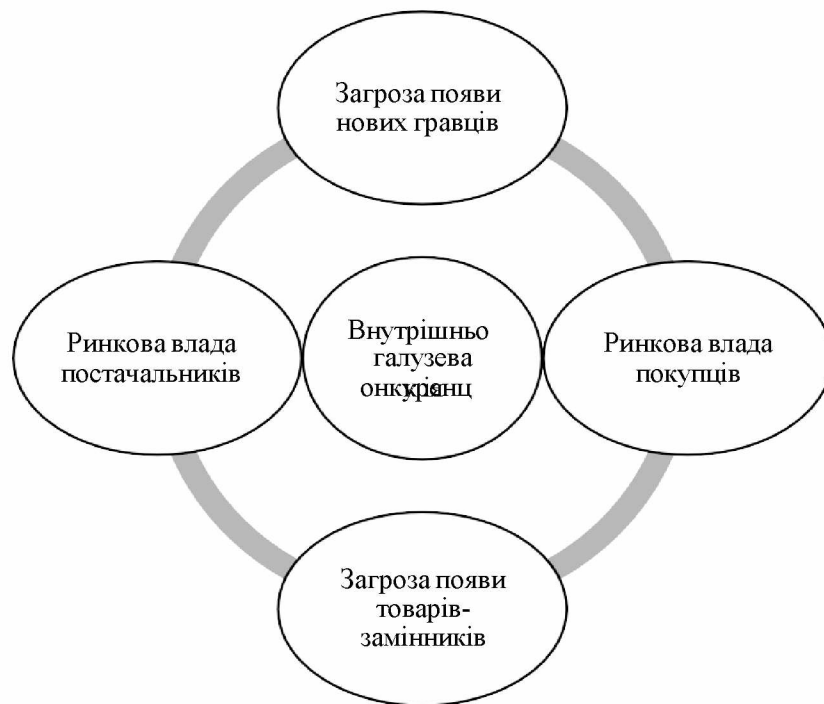 Загроза появи
нових гравців
Ринкова влада
постачальників
Внутрішньо
галузева
Ринкова влада
покупців
Загроза появи
товарів-
замінників